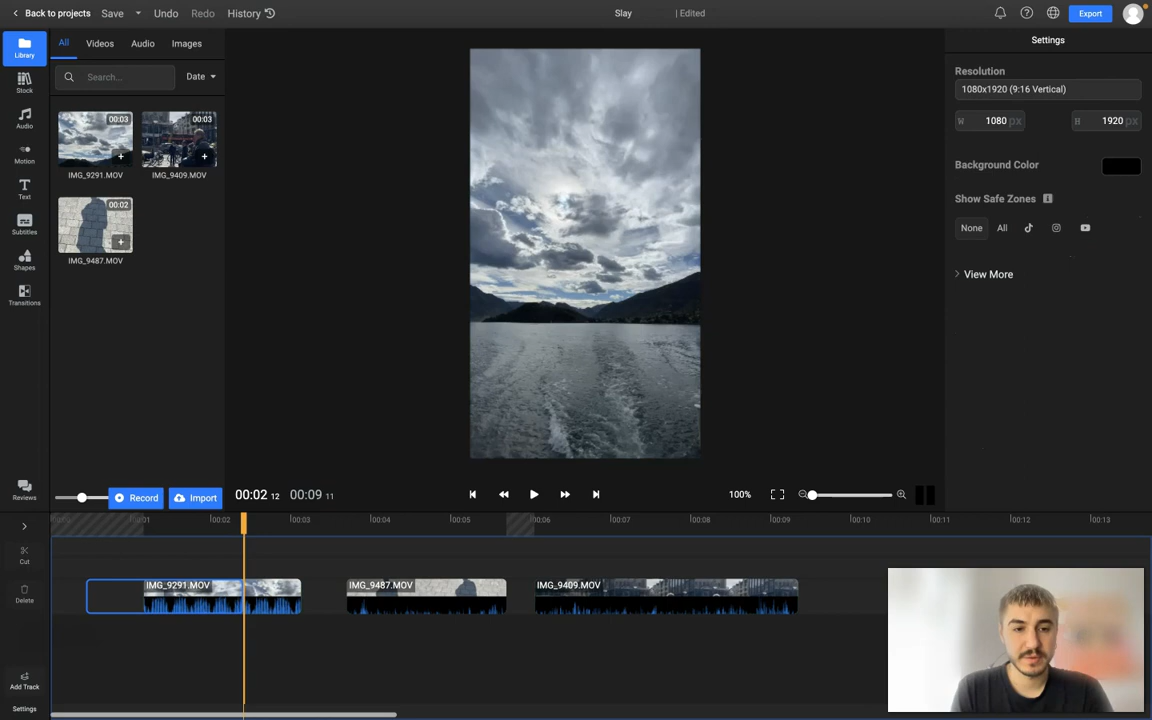 Back to projects Save Undo Redo History Slay | Edited Export
Library
Stock
Audio
Motion
Text
Subtitles
Shapes
Transitions
Reviews
All Videos Audio Images
Search... Date
00:03 00:03
IMG_9291.MOV IMG_9409.MOV
00:02
IMG_9487.MOV
Record Import 00:02 12 00:09 11 100%
Settings
Resolution
1080x1920 (9:16 Vertical)
W 1080 px H 1920 px
Background Color
Show Safe Zones
None All
View More
00:01 00:02 00:03 00:04 00:05 00:06 00:07 00:08 00:09 00:10 00:11 00:12 00:13
Cut
Delete
IMG_9291.MOV IMG_9487.MOV IMG_9409.MOV
Add Track
Settings